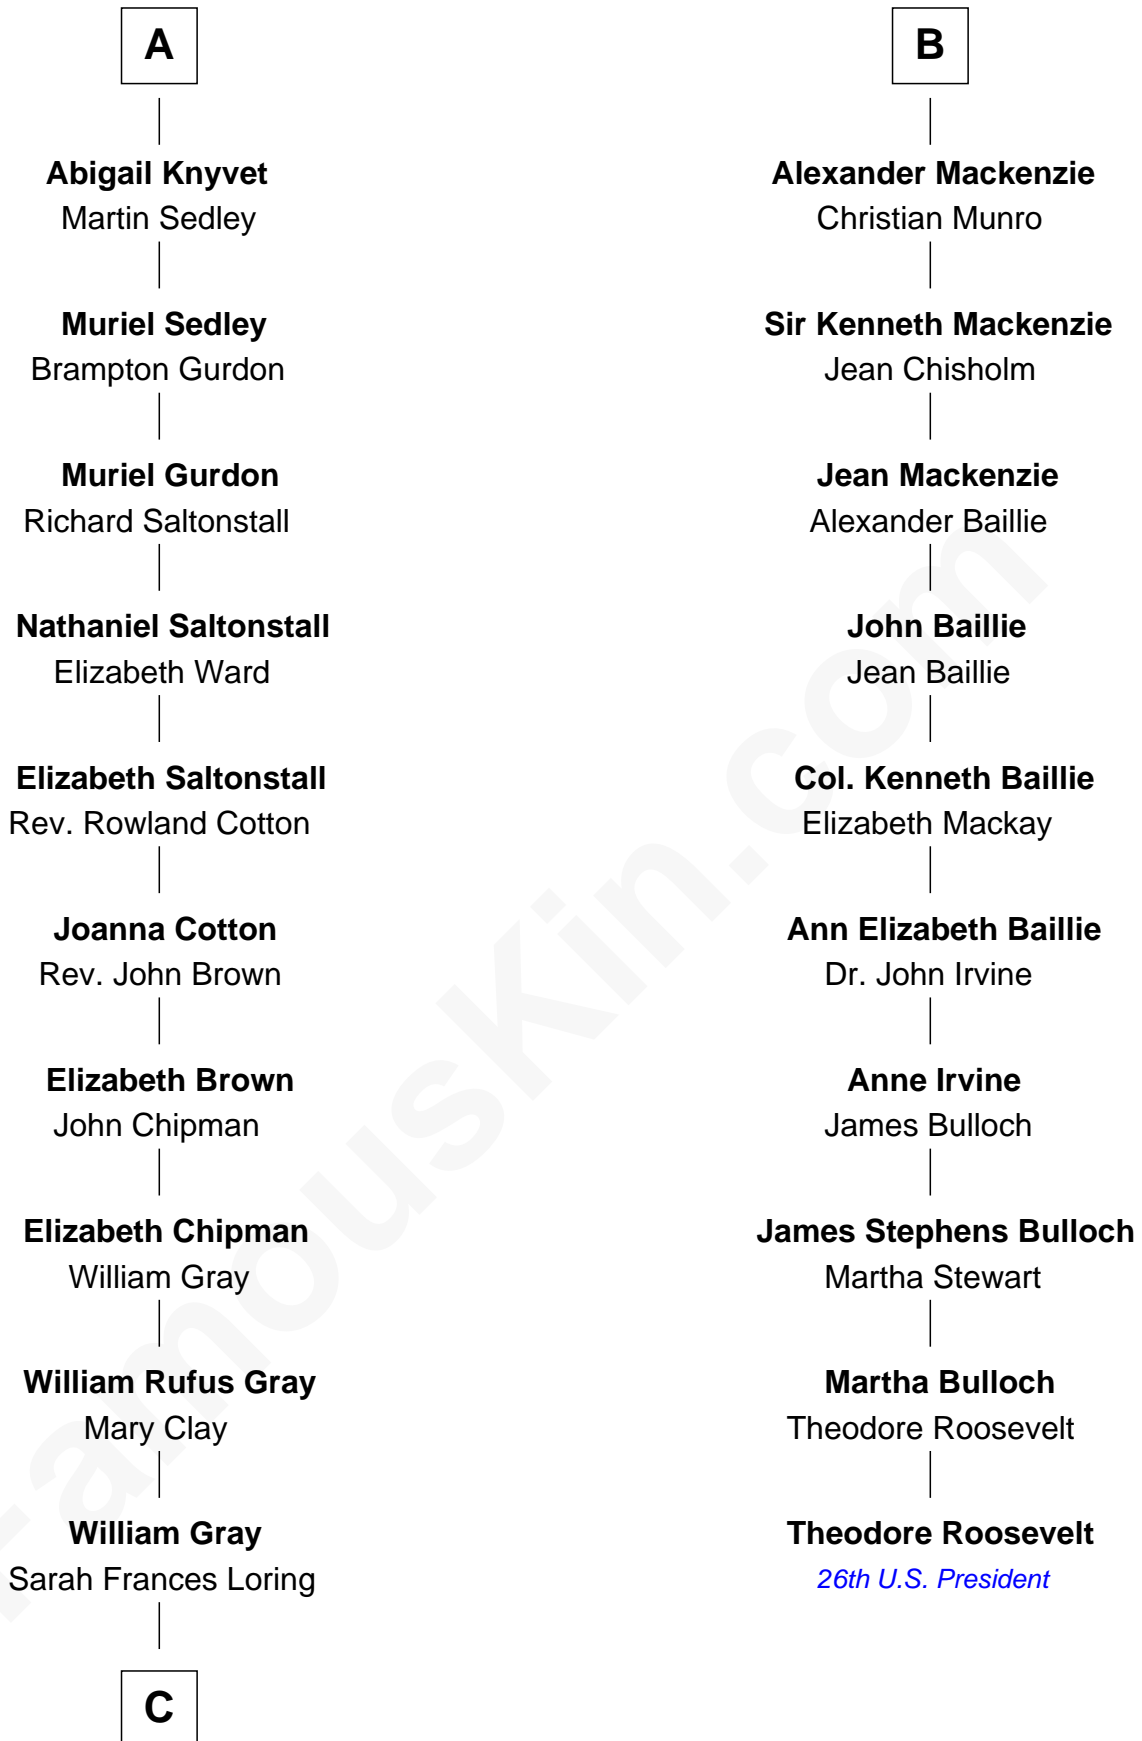 A
Abigail Knyvet
Martin Sedley
Muriel Sedley
Brampton Gurdon
Muriel Gurdon
Richard Saltonstall
Nathaniel Saltonstall
Elizabeth Ward
Elizabeth Saltonstall
Rev. Rowland Cotton
Joanna Cotton
Rev. John Brown
Elizabeth Brown
John Chipman
Elizabeth Chipman
William Gray
William Rufus Gray
Mary Clay
William Gray
Sarah Frances Loring
C
B
Alexander Mackenzie
Christian Munro
Sir Kenneth Mackenzie
Jean Chisholm
Jean Mackenzie
Alexander Baillie
John Baillie
Jean Baillie
Col. Kenneth Baillie
Elizabeth Mackay
Ann Elizabeth Baillie
Dr. John Irvine
Anne Irvine
James Bulloch
James Stephens Bulloch
Martha Stewart
Martha Bulloch
Theodore Roosevelt
Theodore Roosevelt
26th U.S. President
FamousKin.com